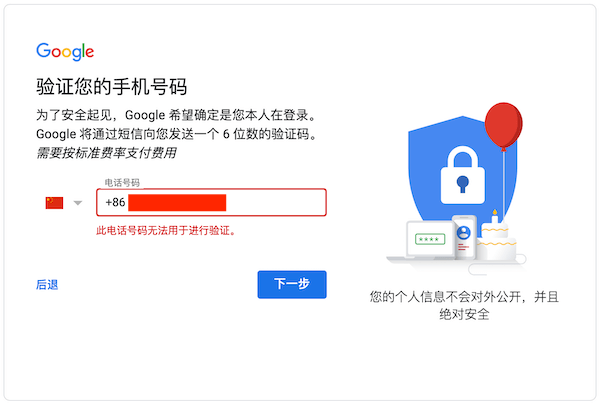 Google
验证您的手机号码
为了安全起见，Google 希望确定是您本人在登录。
Google 将通过短信向您发送一个 6 位数的验证码。
需要按标准费率支付费用
电话号码
+86
此电话号码无法用于进行验证。
后退
下一步
****
您的个人信息不会对外公开，并且
绝对安全